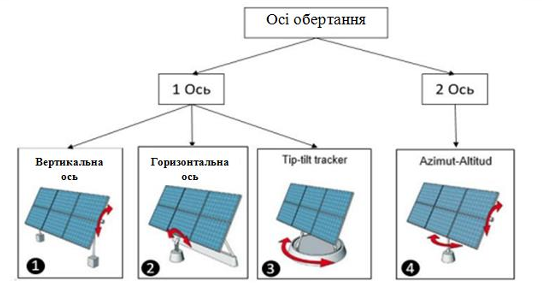 Осі обертання
1 Ось
2 Ось
Вертикальна
ось
Горизонтальна
ось
Tip-tilt tracker
Azimut-Altitud
1
2
3
4